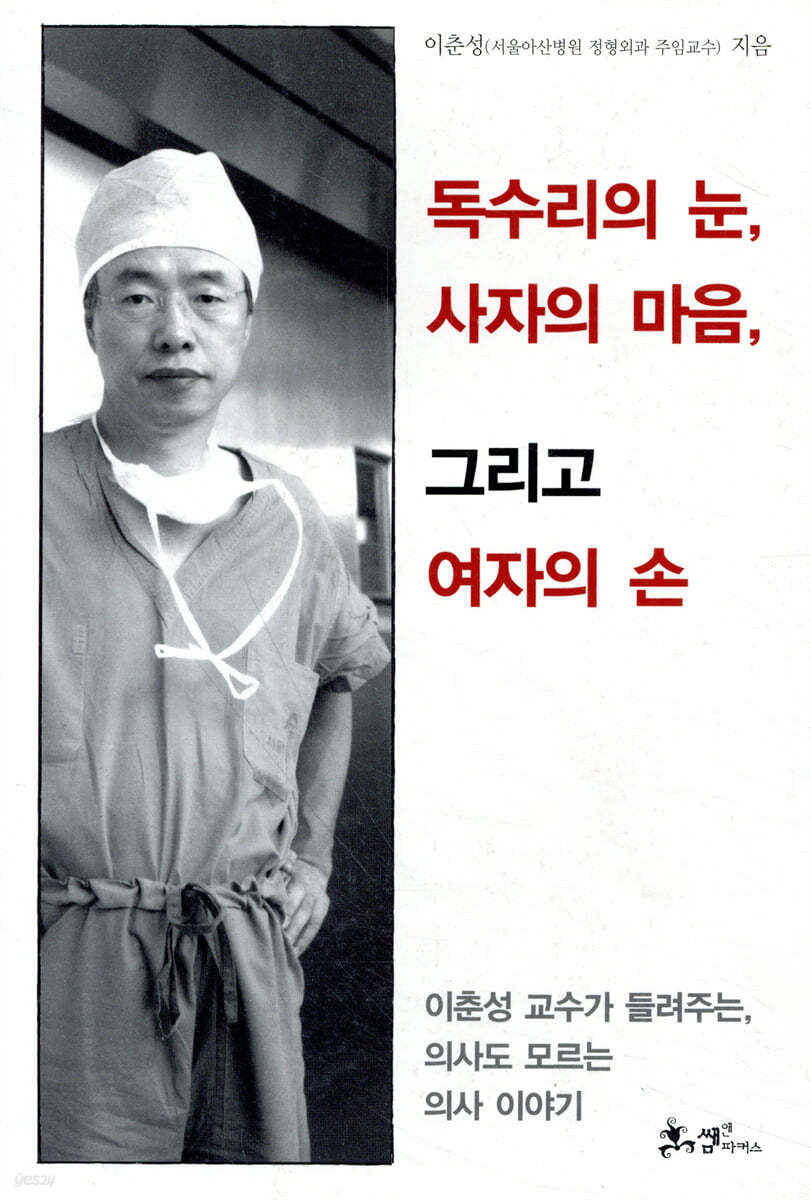 이춘성(서울아산병원 정형외과 주임교수) 지음
독수리의 눈,
사자의 마음,
그리고
여자의 손
이춘성 교수가 들려주는,
의사도 모르는
의사 이야기
쌤앤파커스
yes24